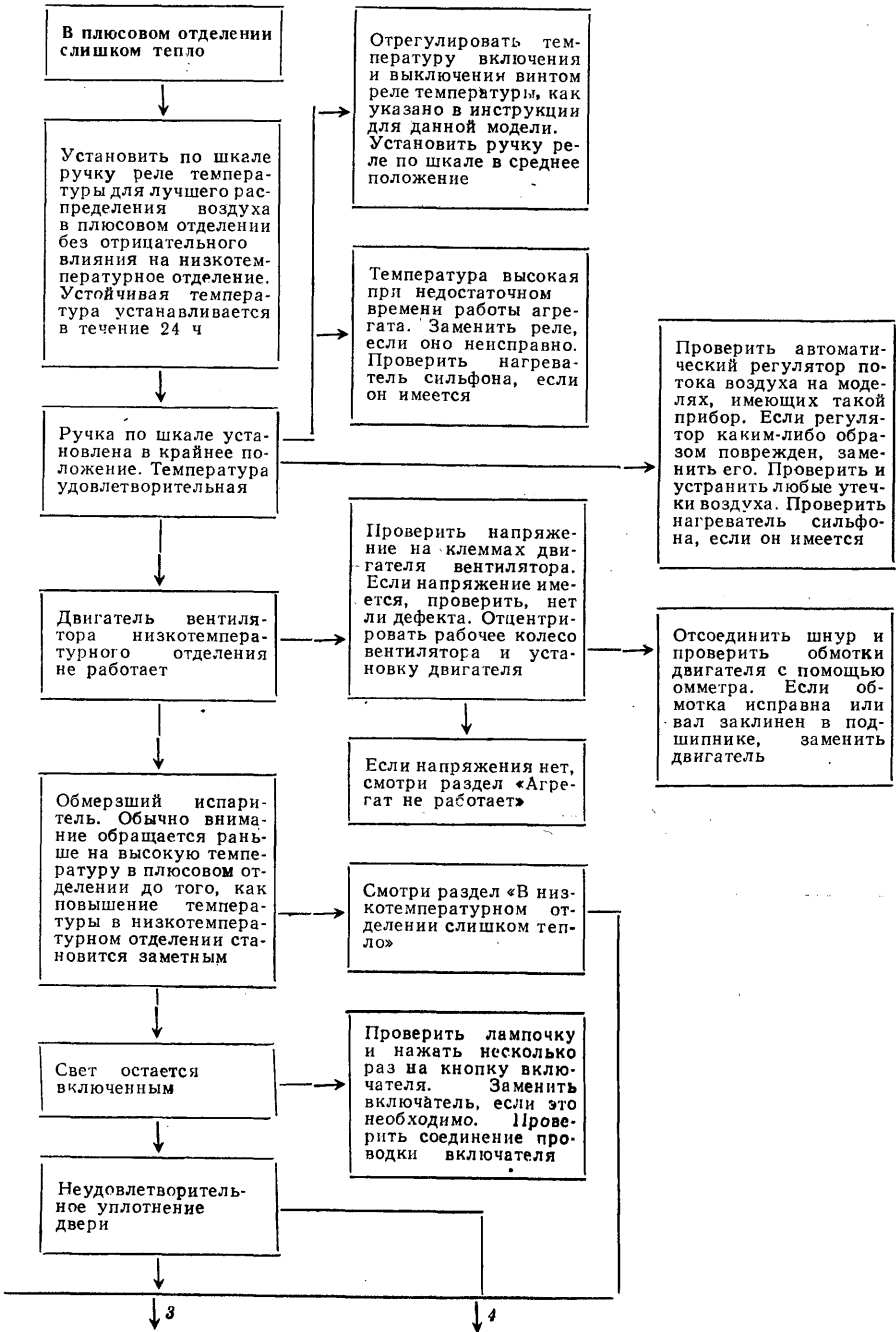 В плюсовом отделении
слишком тепло
Установить по шкале
ручку реле темпера-
туры для лучшего рас-
пределения воздуха
в плюсовом отделении
без отрицательного
влияния на низкотем-
пературное отделение.
Устойчивая темпера-
тура устанавливается
в течение 24 ч
Отрегулировать тем-
пературу включения
и выключения винтом
реле температуры, как
указано в инструкции
для данной модели.
Установить ручку ре-
ле по шкале в среднее
положение
Температура высокая
при недостаточном
времени работы агре-
гата. Заменить реле,
если оно неисправно.
Проверить нагрева-
тель сильфона, если
он имеется
Ручка по шкале уста-
новлена в крайнее по-
ложение. Температура
удовлетворительная
Проверить автомати-
ческий регулятор по-
тока воздуха на моде-
лях, имеющих такой
прибор. Если регуля-
тор каким-либо обра-
зом поврежден, заме-
нить его. Проверить и
устранить любые утеч-
ки воздуха. Проверить
нагреватель сильфо-
на, если он имеется
Двигатель вентиля-
тора низкотемпера-
турного отделения
не работает
Проверить напряже-
ние на клеммах дви-
гателя вентилятора.
Если напряжение име-
ется, проверить, нет
ли дефекта. Отцентри-
ровать рабочее колесо
вентилятора и уста-
новку двигателя
Отсоединить шнур и
проверить обмотки
двигателя с помощью
омметра. Если об-
мотка исправна или
вал заклинен в под-
шипнике, заменить
двигатель
Если напряжения нет,
смотри раздел «Агре-
гат не работает»
Обмерзший испари-
тель. Обычно внима-
ние обращается рань-
ше на высокую темпе-
ратуру в плюсовом от-
делении до того, как
повышение темпера-
туры в низкотемпера-
турном отделении ста-
новится заметным
Смотри раздел «В низ-
котемпературном от-
делении слишком теп-
ло»
Свет остается
включенным
Проверить лампочку
и нажать несколько
раз на кнопку вклю-
чателя. Заменить
включатель, если это
необходимо. Прове-
рить соединение про-
водки включателя
Неудовлетворитель-
ное уплотнение
двери
3
4